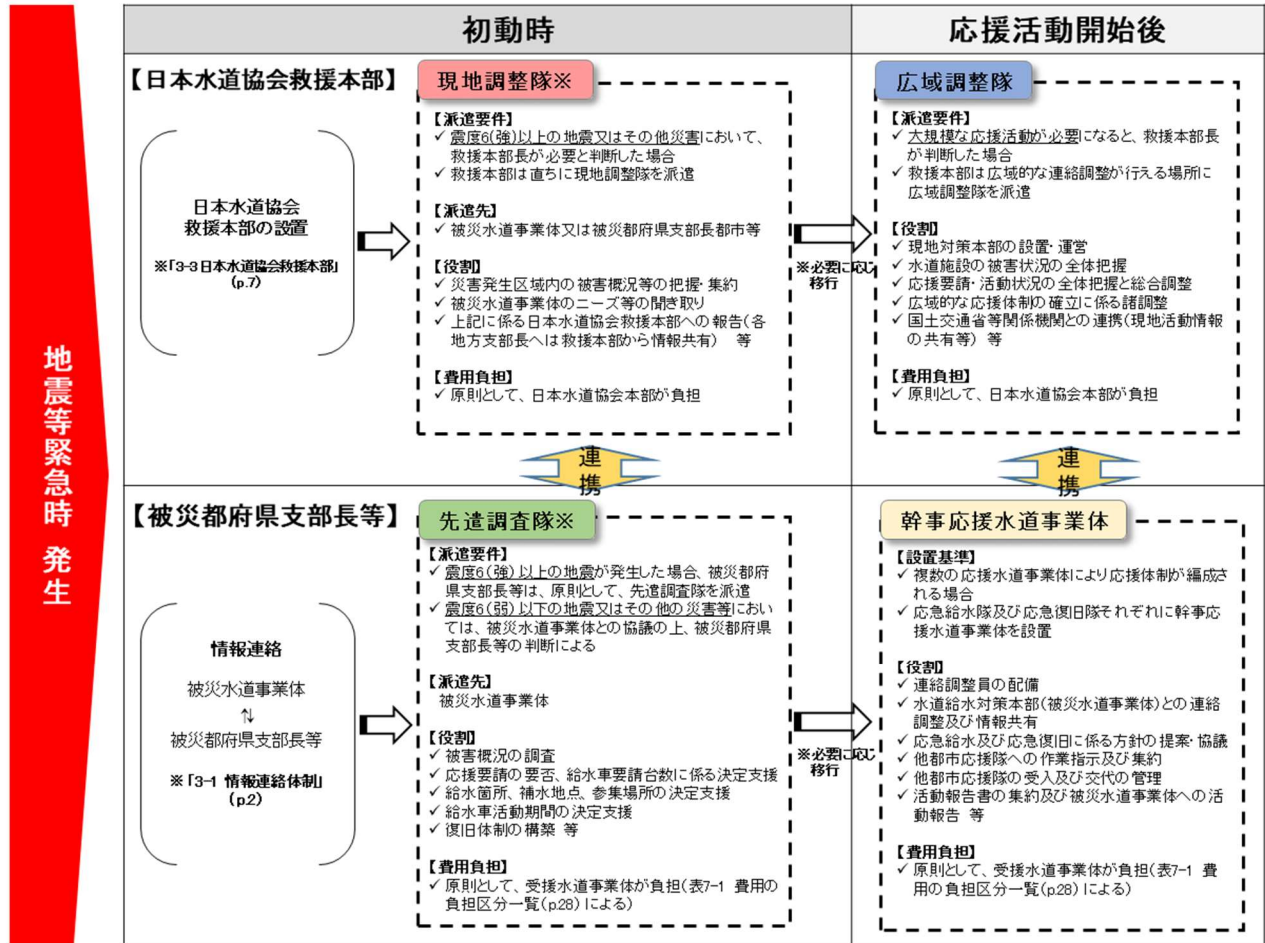 地震等緊急時 発生
初動時
応援活動開始後
【日本水道協会救援本部】
日本水道協会
救援本部の設置
※「3-3日本水道協会救援本部」
(p.7)
現地調整隊※
【派遣要件】
✓ 震度6(強)以上の地震又はその他災害において、
救援本部長が必要と判断した場合
✓ 救援本部は直ちに現地調整隊を派遣
【派遣先】
✓ 被災水道事業体又は被災都府県支部長都市等
【役割】
✓ 災害発生区域内の被害概況等の把握・集約
✓ 被災水道事業体のニーズ等の聞き取り
✓ 上記に係る日本水道協会救援本部への報告(各
地方支部長へは救援本部から情報共有) 等
【費用負担】
✓ 原則として、日本水道協会本部が負担
※必要に応じ
移行
広域調整隊
【派遣要件】
✓ 大規模な応援活動が必要になると、救援本部長
が判断した場合
✓ 救援本部は広域的な連絡調整が行える場所に
広域調整隊を派遣
【役割】
✓ 現地対策本部の設置・運営
✓ 水道施設の被害状況の全体把握
✓ 応援要請・活動状況の全体把握と総合調整
✓ 広域的な応援体制の確立に係る諸調整
✓ 国土交通省等関係機関との連携(現地活動情報
の共有等) 等
【費用負担】
✓ 原則として、日本水道協会本部が負担
連携
連携
【被災都府県支部長等】
情報連絡
被災水道事業体
⇅
被災都府県支部長等
※「3-1 情報連絡体制」
(p.2)
先遣調査隊※
【派遣要件】
✓ 震度6(強)以上の地震が発生した場合、被災都府
県支部長等は、原則として、先遣調査隊を派遣
✓ 震度6(弱)以下の地震又はその他の災害等におい
ては、被災水道事業体との協議の上、被災都府県
支部長等の判断による
【派遣先】
被災水道事業体
【役割】
✓ 被害概況の調査
✓ 応援要請の要否、給水車要請台数に係る決定支援
✓ 給水箇所、補水地点、参集場所の決定支援
✓ 給水車活動期間の決定支援
✓ 復旧体制の構築 等
【費用負担】
✓ 原則として、受援水道事業体が負担(表7-1 費用の
負担区分一覧(p.28)による)
※必要に応じ
移行
幹事応援水道事業体
【設置基準】
✓ 複数の応援水道事業体により応援体制が編成さ
れる場合
✓ 応急給水隊及び応急復旧隊それぞれに幹事応
援水道事業体を設置
【役割】
✓ 連絡調整員の配備
✓ 水道給水対策本部(被災水道事業体)との連絡
調整及び情報共有
✓ 応急給水及び応急復旧に係る方針の提案・協議
✓ 他都市応援隊への作業指示及び集約
✓ 他都市応援隊の受入及び交代の管理
✓ 活動報告書の集約及び被災水道事業体への活
動報告 等
【費用負担】
✓ 原則として、受援水道事業体が負担(表7-1 費
用の負担区分一覧(p.28)による)